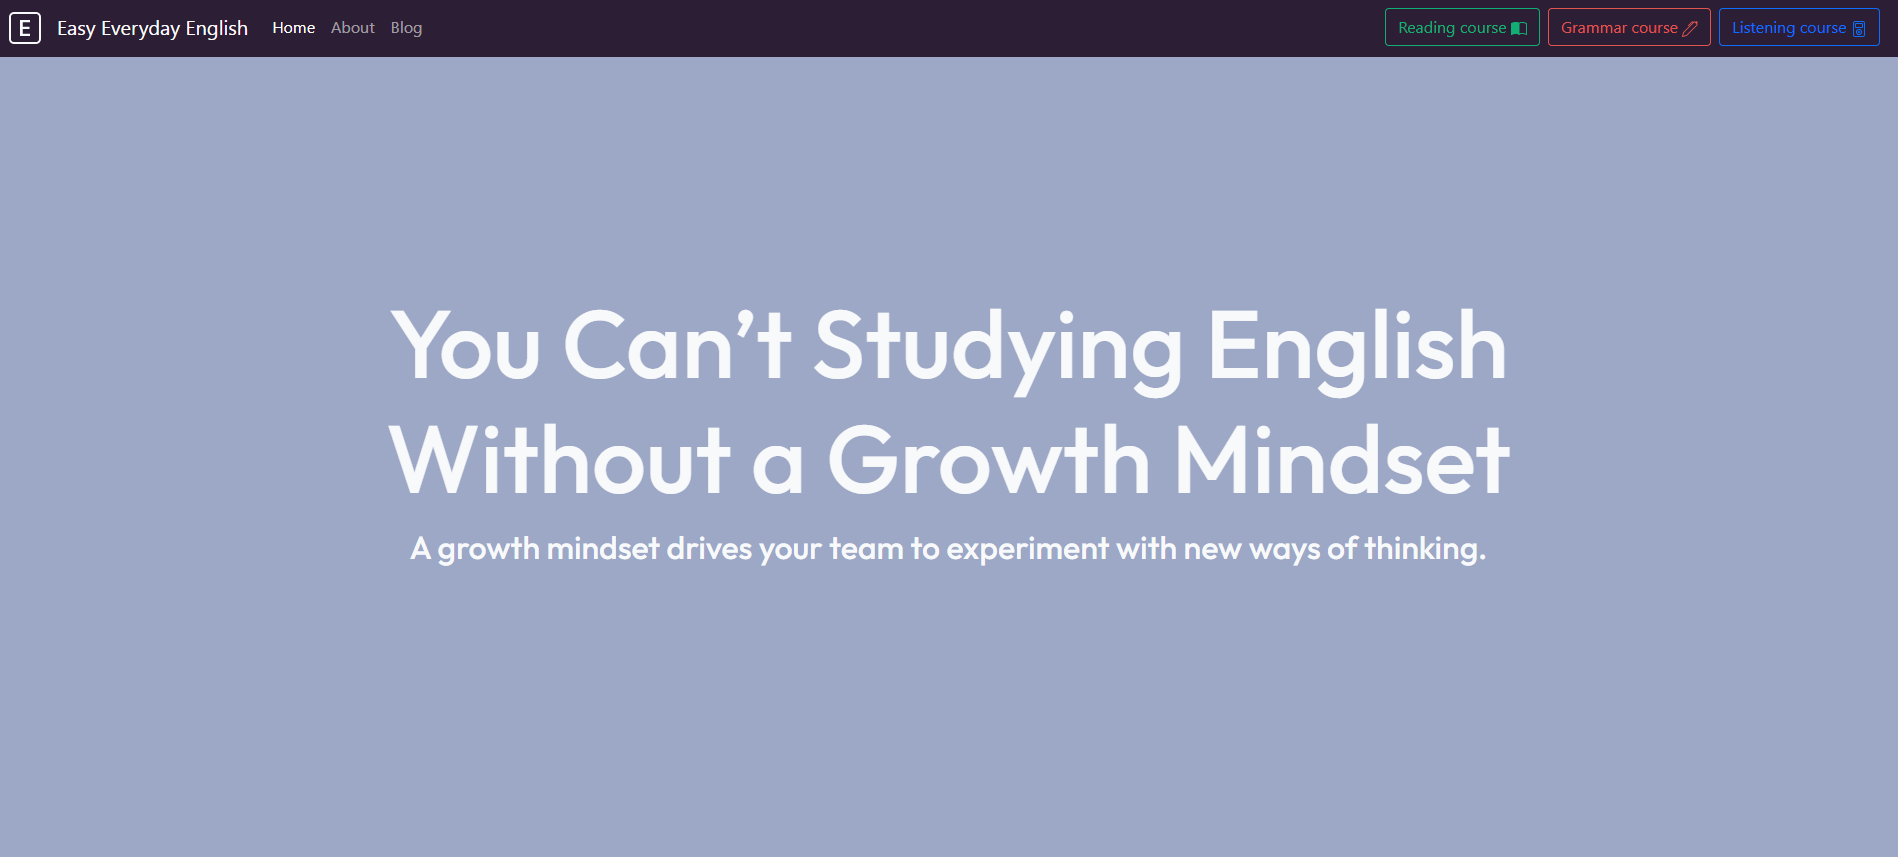 E Easy Everyday English Home About Blog Reading course Grammar course Listening course
You Can’t Studying English
Without a Growth Mindset
A growth mindset drives your team to experiment with new ways of thinking.